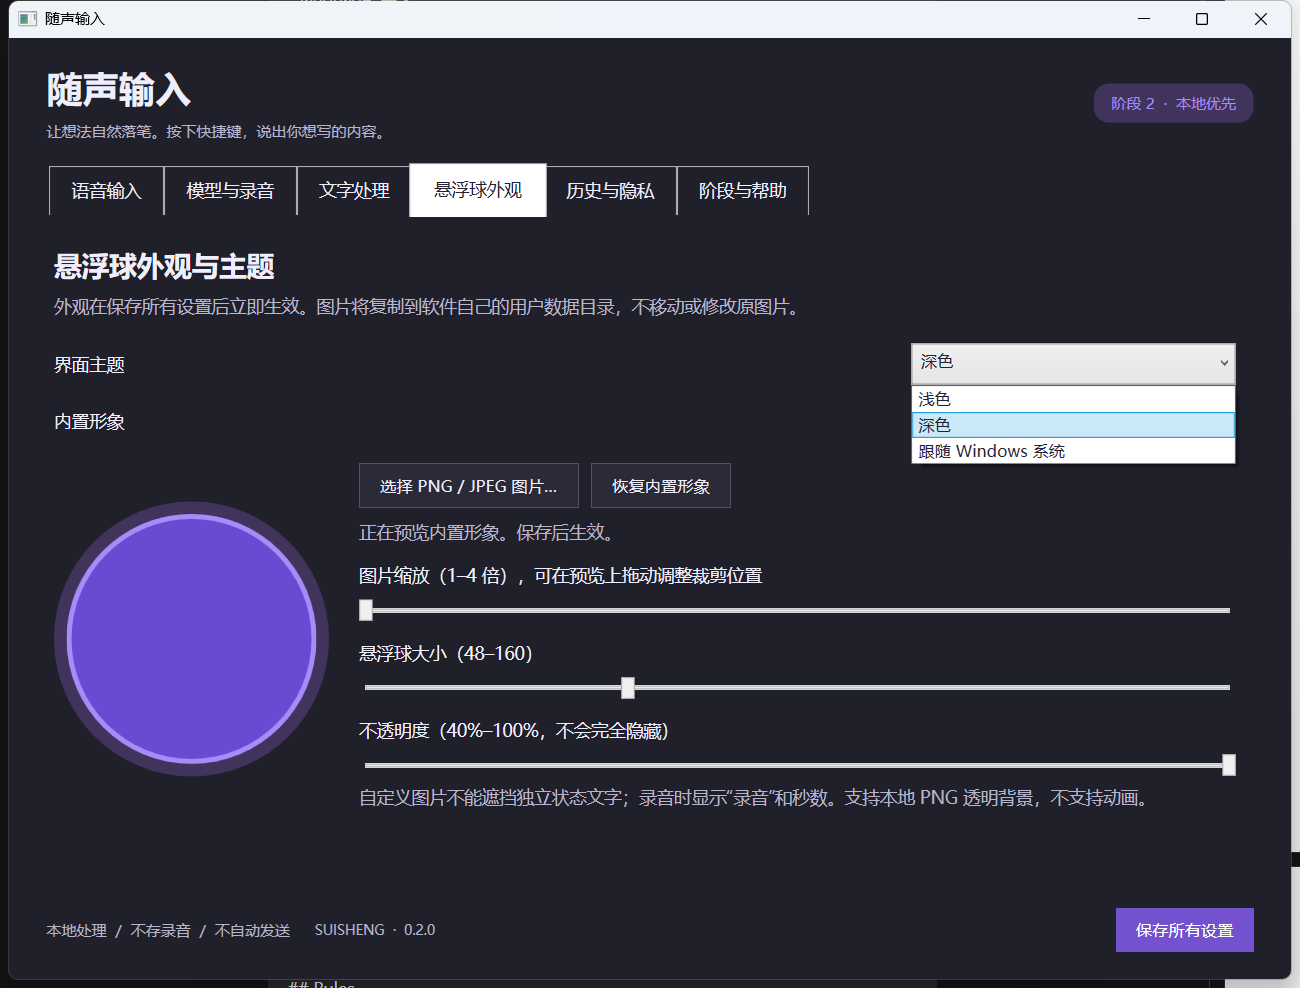 随声输入
随声输入
阶段 2 · 本地优先
让想法自然落笔。按下快捷键，说出你想写的内容。
语音输入 模型与录音 文字处理 悬浮球外观 历史与隐私 阶段与帮助
悬浮球外观与主题
外观在保存所有设置后立即生效。图片将复制到软件自己的用户数据目录，不移动或修改原图片。
界面主题
深色
浅色
深色
跟随 Windows 系统
内置形象
选择 PNG / JPEG 图片... 恢复内置形象
正在预览内置形象。保存后生效。
图片缩放（1–4 倍），可在预览上拖动调整裁剪位置
悬浮球大小（48–160）
不透明度（40%–100%，不会完全隐藏）
自定义图片不能遮挡独立状态文字；录音时显示“录音”和秒数。支持本地 PNG 透明背景，不支持动画。
本地处理 / 不存录音 / 不自动发送 SUISHENG · 0.2.0
保存所有设置
## Rules